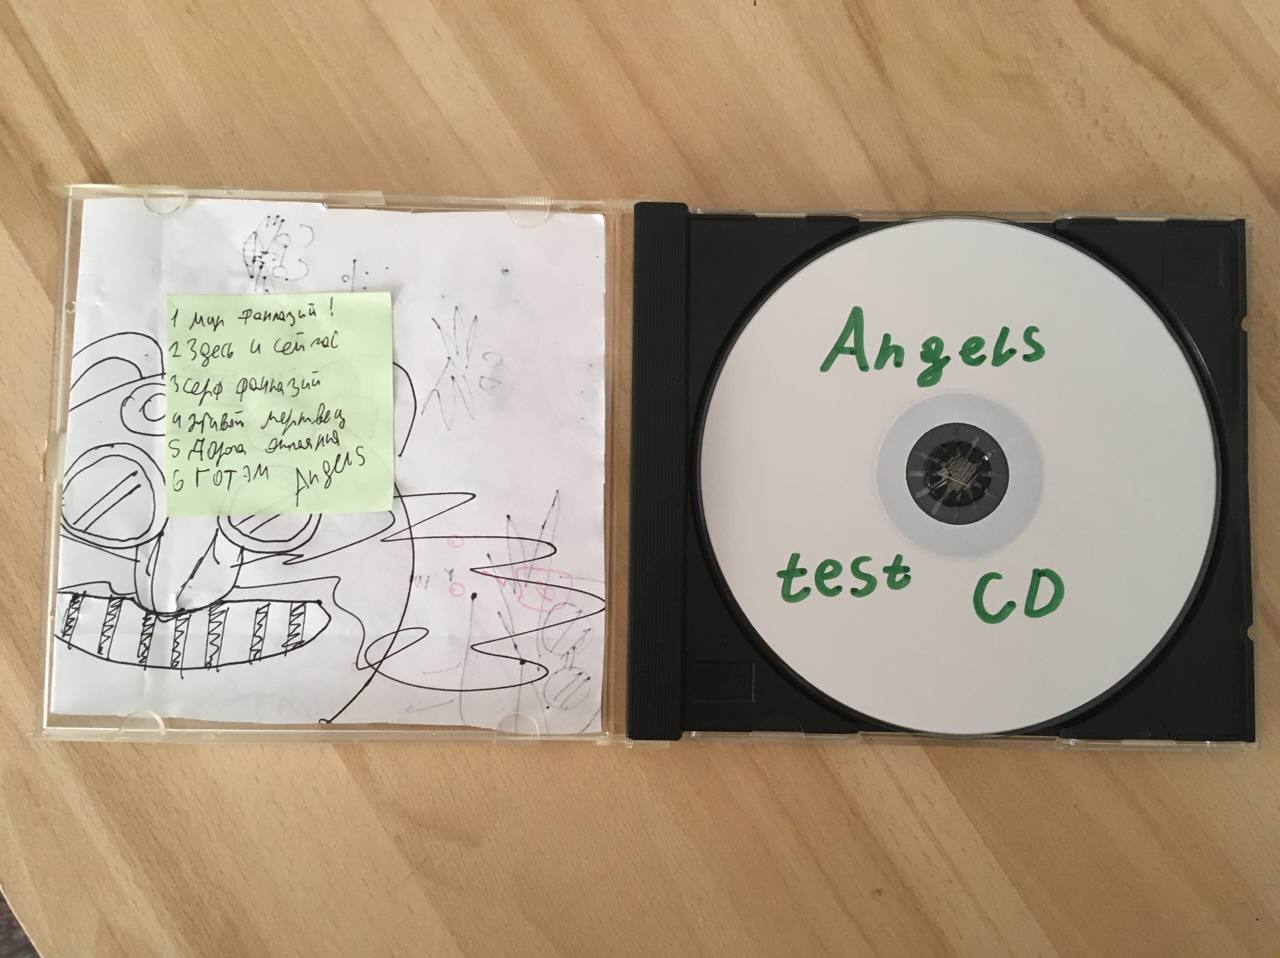 1 Мир фантазий!
2 Здесь и сейчас
3 серф фантазий
4 Живой мертвец
5 Дорога
6 ГОТЭМ Angels
Angels
test CD